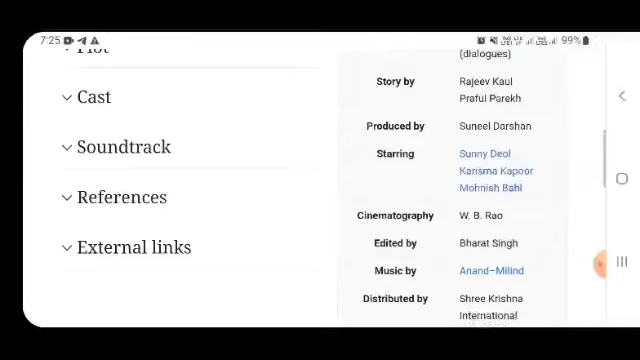 7:25
99%
Plot
Cast
Soundtrack
References
External links
(dialogues)
Story by Rajeev Kaul
Praful Parekh
Produced by Suneel Darshan
Starring Sunny Deol
Karisma Kapoor
Mohnish Bahl
Cinematography W. B. Rao
Edited by Bharat Singh
Music by Anand–Milind
Distributed by Shree Krishna
International